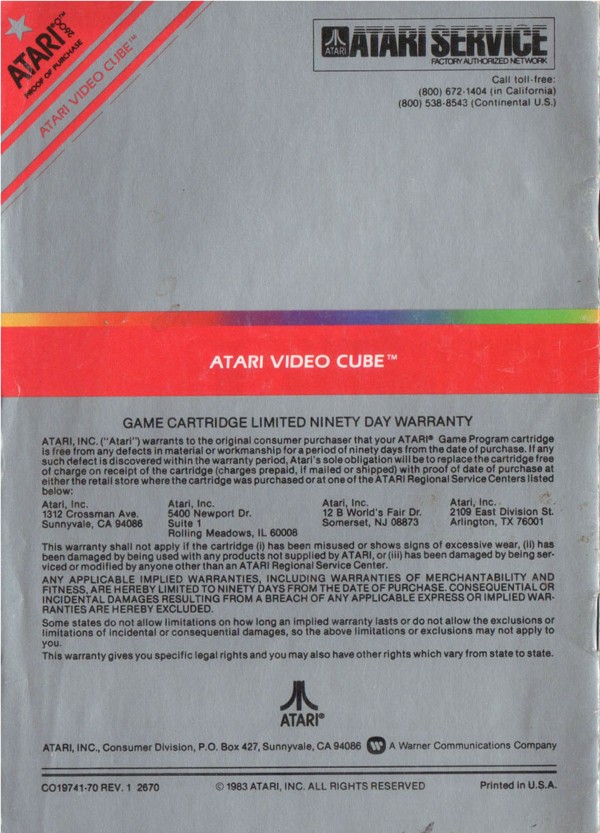 ATARI® 2600™
PROOF OF PURCHASE
ATARI VIDEO CUBE™
ATARI
ATARI SERVICE
FACTORY AUTHORIZED NETWORK
Call toll-free:
(800) 672-1404 (in California)
(800) 538-8543 (Continental U.S.)
ATARI VIDEO CUBE™
GAME CARTRIDGE LIMITED NINETY DAY WARRANTY
ATARI, INC. ("Atari") warrants to the original consumer purchaser that your ATARI® Game Program cartridge
is free from any defects in material or workmanship for a period of ninety days from the date of purchase. If any
such defect is discovered within the warranty period, Atari's sole obligation will be to replace the cartridge free
of charge on receipt of the cartridge (charges prepaid, if mailed or shipped) with proof of date of purchase at
either the retail store where the cartridge was purchased or at one of the ATARI Regional Service Centers listed
below:
Atari, Inc. Atari, Inc. Atari, Inc. Atari, Inc.
1312 Crossman Ave. 5400 Newport Dr. 12 B World's Fair Dr. 2109 East Division St.
Sunnyvale, CA 94086 Suite 1 Somerset, NJ 08873 Arlington, TX 76001
Rolling Meadows, IL 60008
This warranty shall not apply if the cartridge (i) has been misused or shows signs of excessive wear, (ii) has
been damaged by being used with any products not supplied by ATARI, or (iii) has been damaged by being ser-
viced or modified by anyone other than an ATARI Regional Service Center.
ANY APPLICABLE IMPLIED WARRANTIES, INCLUDING WARRANTIES OF MERCHANTABILITY AND
FITNESS, ARE HEREBY LIMITED TO NINETY DAYS FROM THE DATE OF PURCHASE. CONSEQUENTIAL OR
INCIDENTAL DAMAGES RESULTING FROM A BREACH OF ANY APPLICABLE EXPRESS OR IMPLIED WAR-
RANTIES ARE HEREBY EXCLUDED.
Some states do not allow limitations on how long an implied warranty lasts or do not allow the exclusions or
limitations of incidental or consequential damages, so the above limitations or exclusions may not apply to
you.
This warranty gives you specific legal rights and you may also have other rights which vary from state to state.
ATARI®
ATARI, INC., Consumer Division, P.O. Box 427, Sunnyvale, CA 94086 A Warner Communications Company
CO19741-70 REV. 1 2670 © 1983 ATARI, INC. ALL RIGHTS RESERVED Printed in U.S.A.